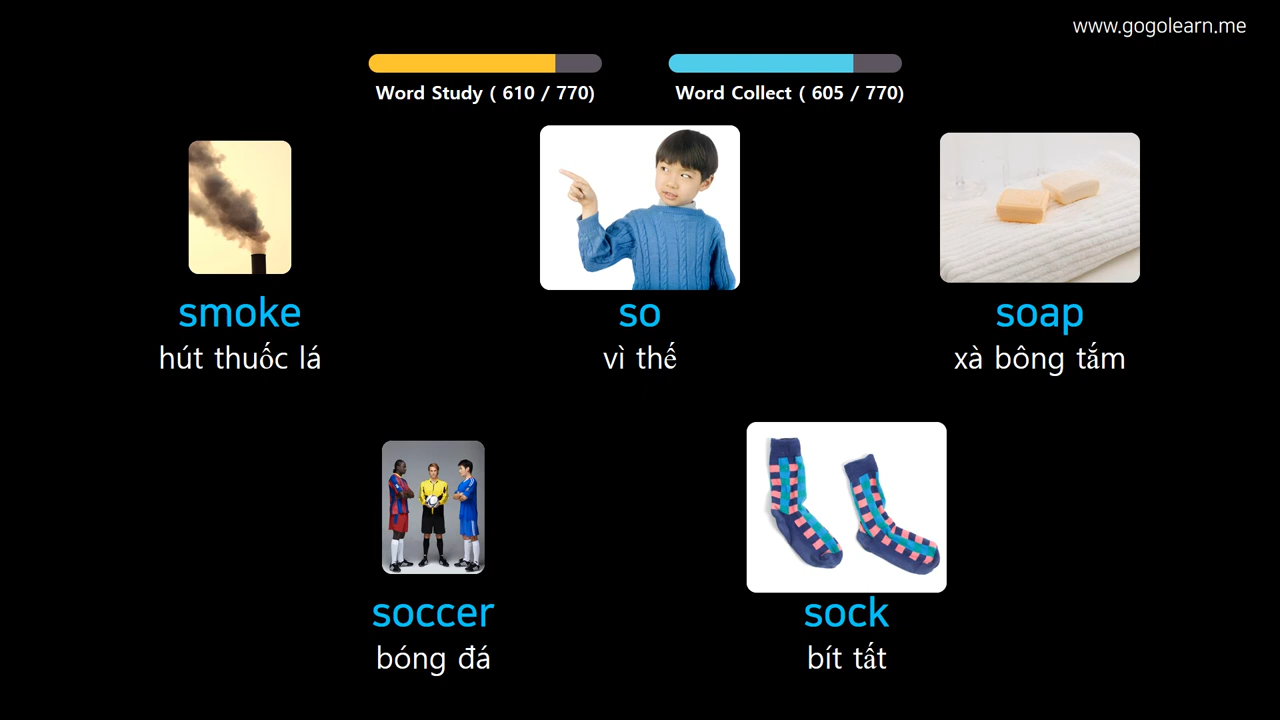 www.gogolearn.me
Word Study ( 610 / 770)
Word Collect ( 605 / 770)
smoke
hút thuốc lá
so
vì thế
soap
xà bông tắm
soccer
bóng đá
sock
bít tất